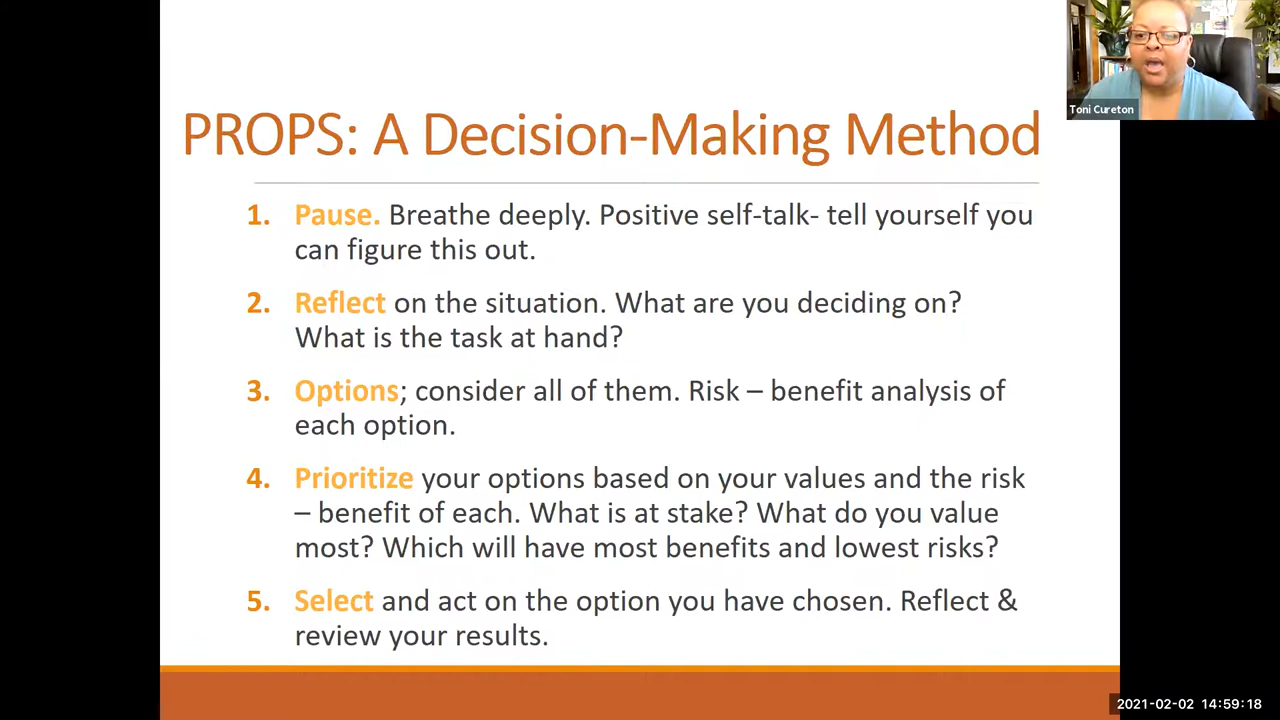 Toni Cureton
PROPS: A Decision-Making Method
1. Pause. Breathe deeply. Positive self-talk- tell yourself you
can figure this out.
2. Reflect on the situation. What are you deciding on?
What is the task at hand?
3. Options; consider all of them. Risk – benefit analysis of
each option.
4. Prioritize your options based on your values and the risk
– benefit of each. What is at stake? What do you value
most? Which will have most benefits and lowest risks?
5. Select and act on the option you have chosen. Reflect &
review your results.
2021-02-02 14:59:18